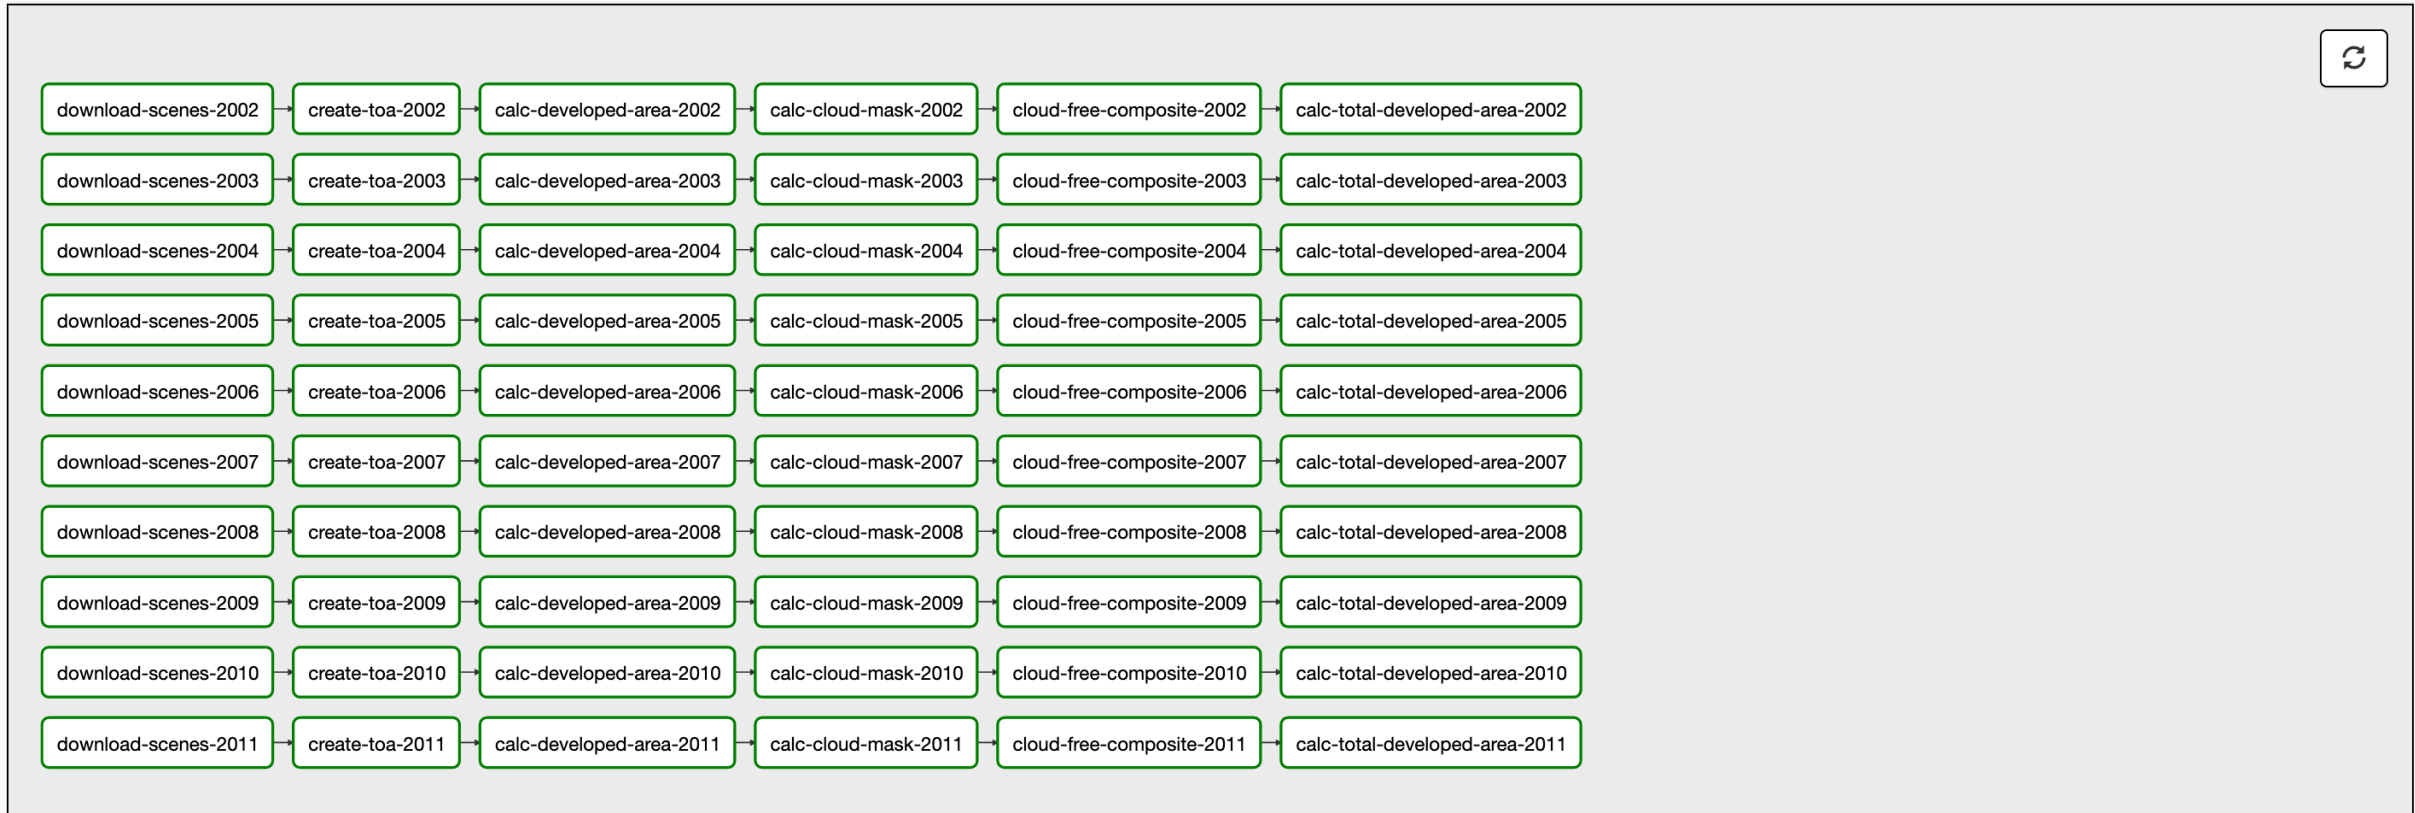 download-scenes-2002 create-toa-2002 calc-developed-area-2002 calc-cloud-mask-2002 cloud-free-composite-2002 calc-total-developed-area-2002
download-scenes-2003 create-toa-2003 calc-developed-area-2003 calc-cloud-mask-2003 cloud-free-composite-2003 calc-total-developed-area-2003
download-scenes-2004 create-toa-2004 calc-developed-area-2004 calc-cloud-mask-2004 cloud-free-composite-2004 calc-total-developed-area-2004
download-scenes-2005 create-toa-2005 calc-developed-area-2005 calc-cloud-mask-2005 cloud-free-composite-2005 calc-total-developed-area-2005
download-scenes-2006 create-toa-2006 calc-developed-area-2006 calc-cloud-mask-2006 cloud-free-composite-2006 calc-total-developed-area-2006
download-scenes-2007 create-toa-2007 calc-developed-area-2007 calc-cloud-mask-2007 cloud-free-composite-2007 calc-total-developed-area-2007
download-scenes-2008 create-toa-2008 calc-developed-area-2008 calc-cloud-mask-2008 cloud-free-composite-2008 calc-total-developed-area-2008
download-scenes-2009 create-toa-2009 calc-developed-area-2009 calc-cloud-mask-2009 cloud-free-composite-2009 calc-total-developed-area-2009
download-scenes-2010 create-toa-2010 calc-developed-area-2010 calc-cloud-mask-2010 cloud-free-composite-2010 calc-total-developed-area-2010
download-scenes-2011 create-toa-2011 calc-developed-area-2011 calc-cloud-mask-2011 cloud-free-composite-2011 calc-total-developed-area-2011